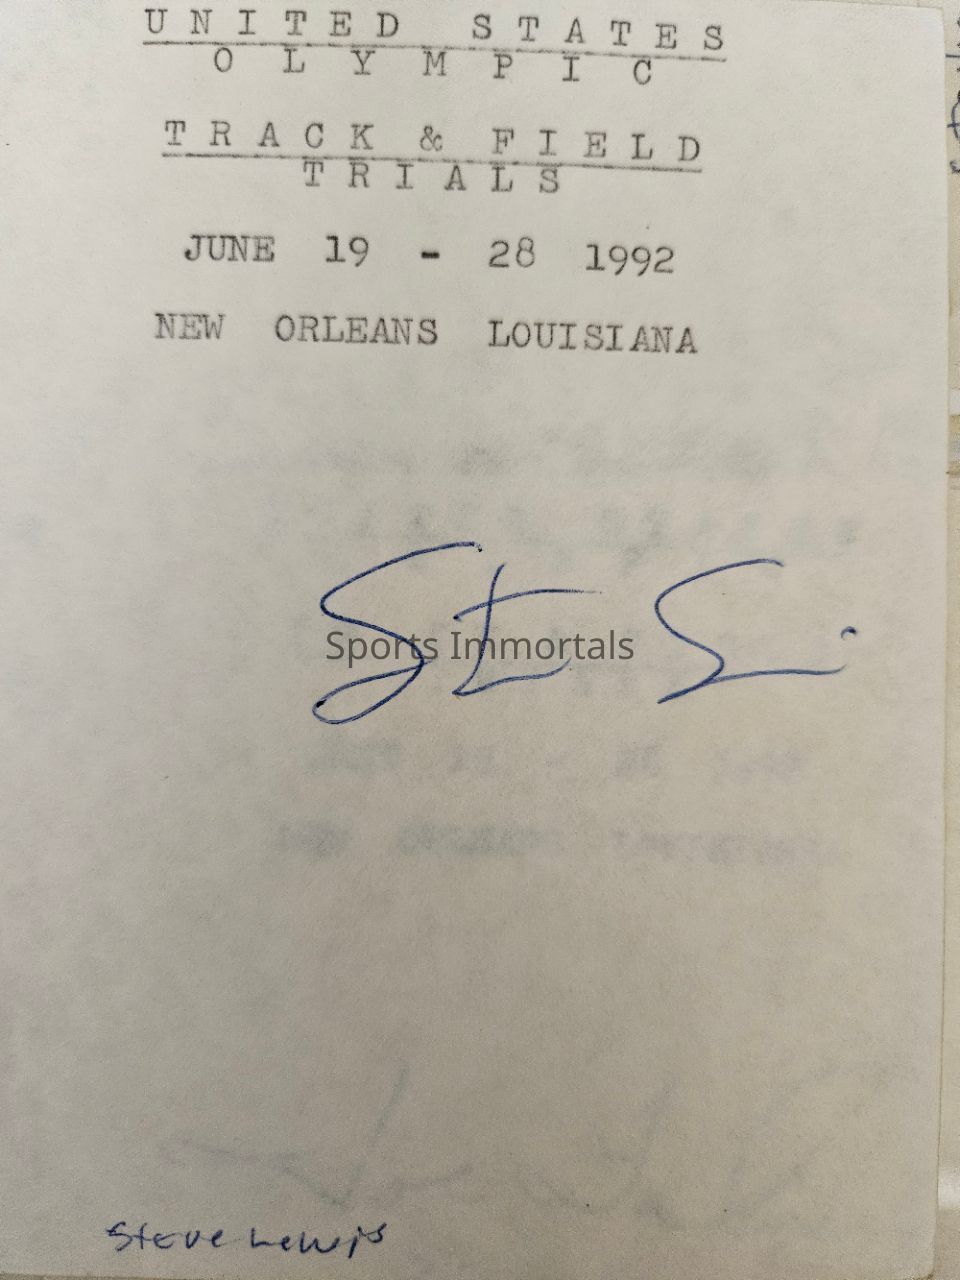 UNITED STATES
OLYMPIC
TRACK & FIELD
TRIALS
JUNE 19 - 28 1992
NEW ORLEANS LOUISIANA
Sports Immortals
Steve Lewis